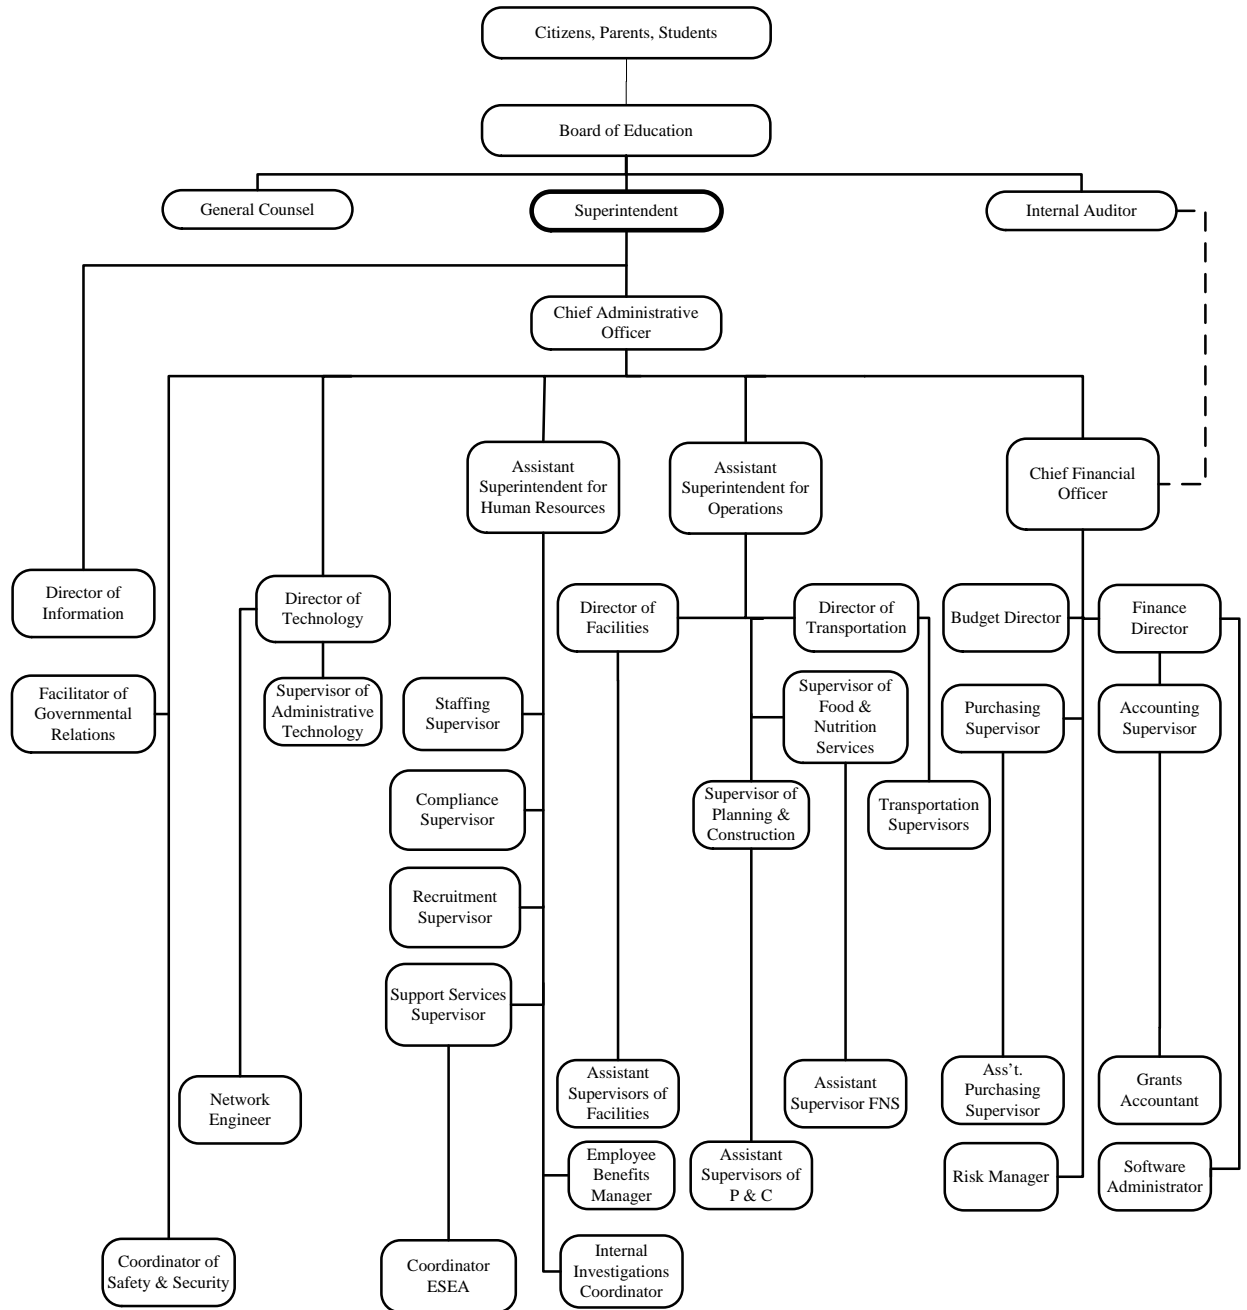 Citizens, Parents, Students
Board of Education
General Counsel
Superintendent
Internal Auditor
Chief Administrative
Officer
Assistant
Superintendent for
Human Resources
Assistant
Superintendent for
Operations
Chief Financial
Officer
Director of
Information
Director of
Technology
Director of
Facilities
Director of
Transportation
Budget Director
Finance
Director
Facilitator of
Governmental
Relations
Supervisor of
Administrative
Technology
Staffing
Supervisor
Supervisor of
Food &
Nutrition
Services
Purchasing
Supervisor
Accounting
Supervisor
Compliance
Supervisor
Supervisor of
Planning &
Construction
Transportation
Supervisors
Recruitment
Supervisor
Support Services
Supervisor
Network
Engineer
Assistant
Supervisors of
Facilities
Assistant
Supervisor FNS
Ass't.
Purchasing
Supervisor
Grants
Accountant
Employee
Benefits
Manager
Assistant
Supervisors of
P & C
Risk Manager
Software
Administrator
Coordinator of
Safety & Security
Coordinator
ESEA
Internal
Investigations
Coordinator